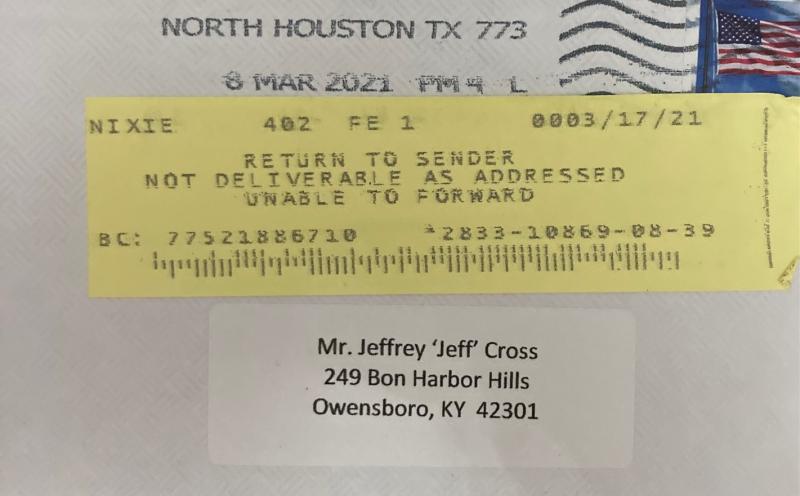 NORTH HOUSTON TX 773
8 MAR 2021 PM 4 L
NIXIE 402 FE 1 0003/17/21
RETURN TO SENDER
NOT DELIVERABLE AS ADDRESSED
UNABLE TO FORWARD
BC: 77521886710 *2833-10869-08-39
Mr. Jeffrey ‘Jeff’ Cross
249 Bon Harbor Hills
Owensboro, KY 42301